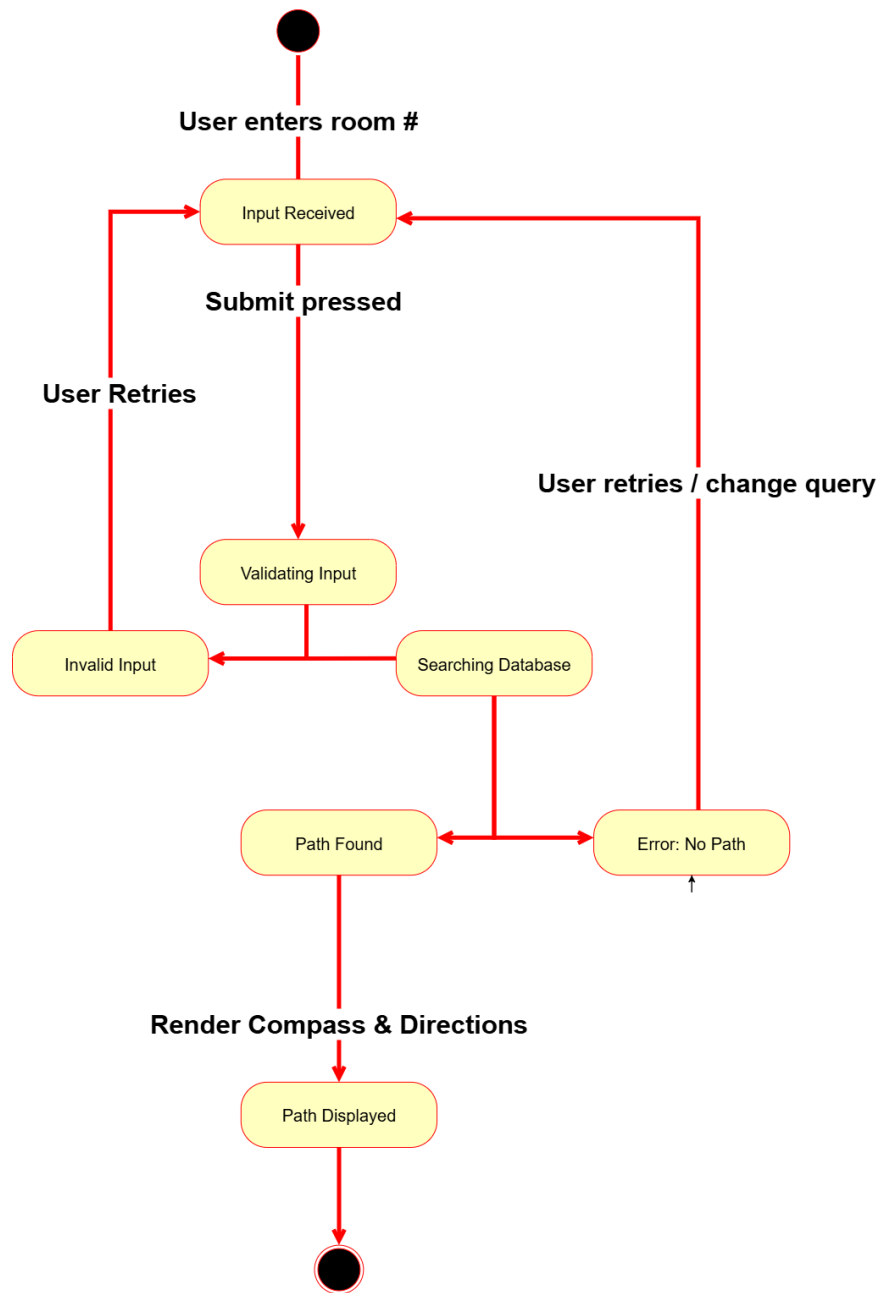 User enters room #
Input Received
Submit pressed
User Retries
User retries / change query
Validating Input
Invalid Input
Searching Database
Path Found
Error: No Path
Render Compass & Directions
Path Displayed